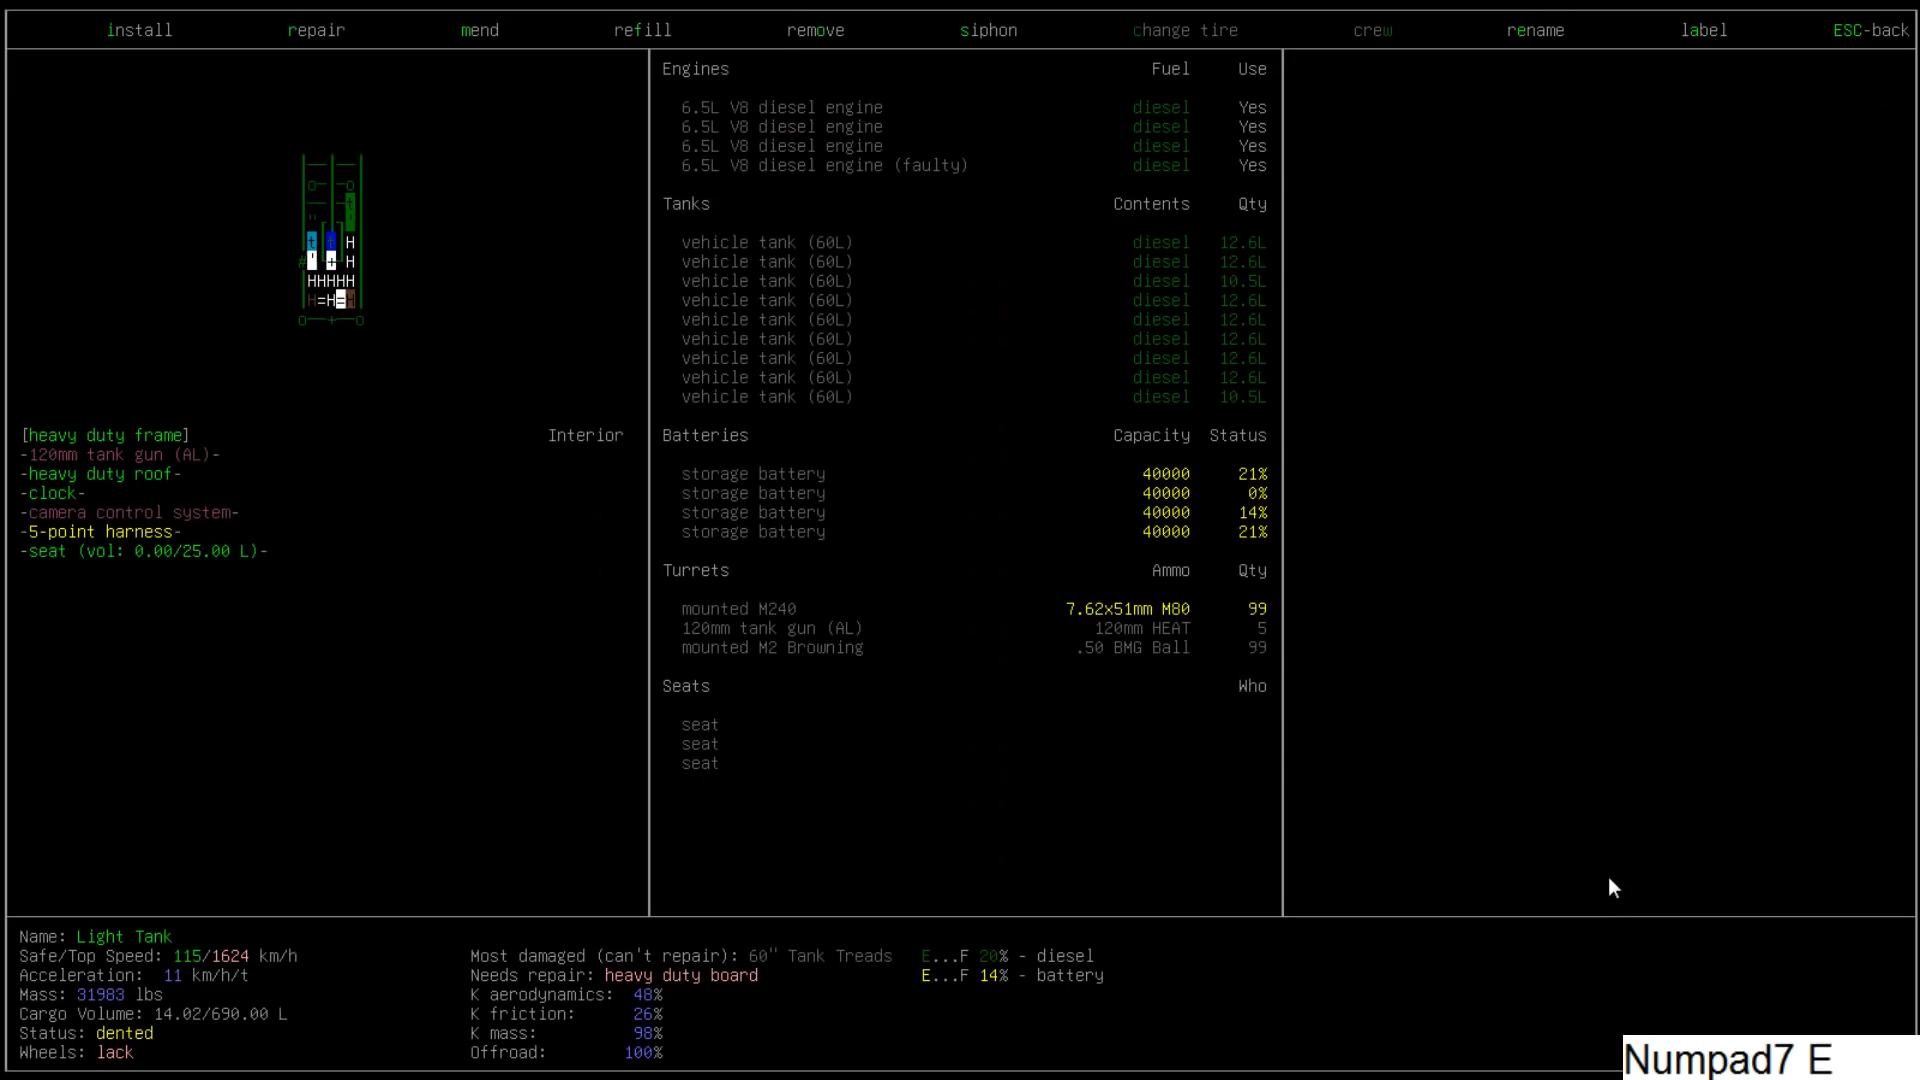 install repair mend refill remove siphon change tire crew rename label ESC-back
Engines Fuel Use
6.5L V8 diesel engine diesel Yes
6.5L V8 diesel engine diesel Yes
6.5L V8 diesel engine diesel Yes
6.5L V8 diesel engine (faulty) diesel Yes
Tanks Contents Qty
vehicle tank (60L) diesel 12.6L
vehicle tank (60L) diesel 12.6L
vehicle tank (60L) diesel 10.5L
vehicle tank (60L) diesel 12.6L
vehicle tank (60L) diesel 12.6L
vehicle tank (60L) diesel 12.6L
vehicle tank (60L) diesel 12.6L
vehicle tank (60L) diesel 12.6L
vehicle tank (60L) diesel 10.5L
[heavy duty frame] Interior
-120mm tank gun (AL)-
-heavy duty roof-
-clock-
-camera control system-
-5-point harness-
-seat (vol: 0.00/25.00 L)-
Batteries Capacity Status
storage battery 40000 21%
storage battery 40000 0%
storage battery 40000 14%
storage battery 40000 21%
Turrets Ammo Qty
mounted M240 7.62x51mm M80 99
120mm tank gun (AL) 120mm HEAT 5
mounted M2 Browning .50 BMG Ball 99
Seats Who
seat
seat
seat
Name: Light Tank
Safe/Top Speed: 115/1624 km/h
Acceleration: 11 km/h/t
Mass: 31983 lbs
Cargo Volume: 14.02/690.00 L
Status: dented
Wheels: lack
Most damaged (can't repair): 60" Tank Treads
Needs repair: heavy duty board
K aerodynamics: 48%
K friction: 26%
K mass: 98%
Offroad: 100%
E...F 20% - diesel
E...F 14% - battery
Numpad7 E